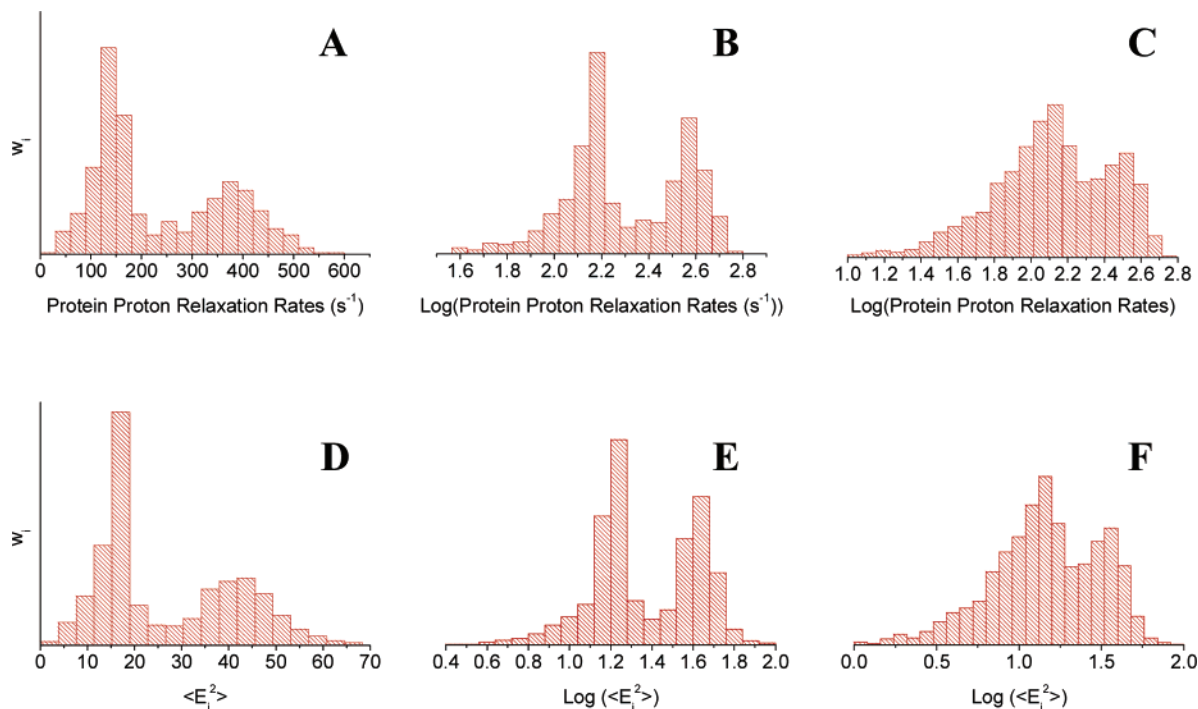 A
B
C
w_i
0 100 200 300 400 500 600
1.6 1.8 2.0 2.2 2.4 2.6 2.8
1.0 1.2 1.4 1.6 1.8 2.0 2.2 2.4 2.6 2.8
Protein Proton Relaxation Rates (s^-1)
Log(Protein Proton Relaxation Rates (s^-1))
Log(Protein Proton Relaxation Rates)
D
E
F
w_i
0 10 20 30 40 50 60 70
0.4 0.6 0.8 1.0 1.2 1.4 1.6 1.8 2.0
0.0 0.5 1.0 1.5 2.0
<E_i^2>
Log (<E_i^2>)
Log (<E_i^2>)